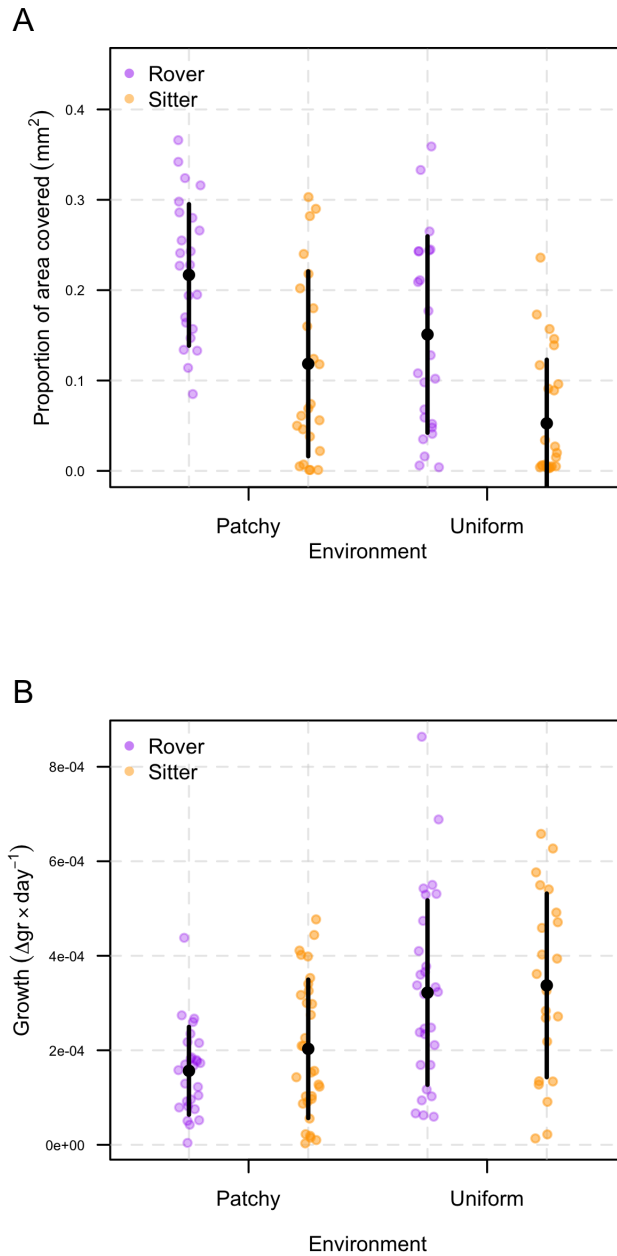 A
Rover
Sitter
0.4
0.3
0.2
0.1
0.0
Proportion of area covered (mm²)
Patchy
Uniform
Environment
B
Rover
Sitter
8e-04
6e-04
4e-04
2e-04
0e+00
Growth (Δgr × day⁻¹)
Patchy
Uniform
Environment